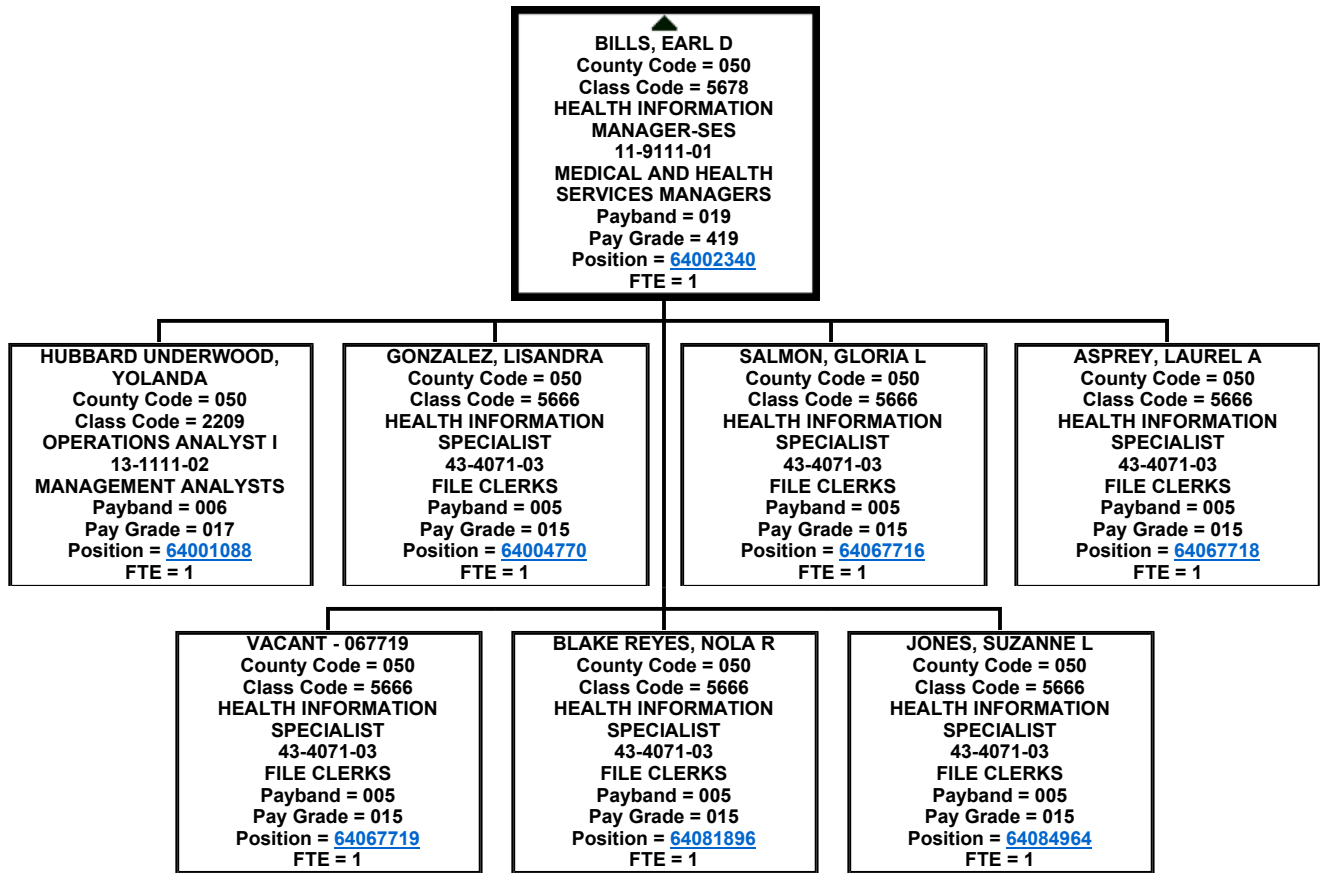 BILLS, EARL D
County Code = 050
Class Code = 5678
HEALTH INFORMATION
MANAGER-SES
11-9111-01
MEDICAL AND HEALTH
SERVICES MANAGERS
Payband = 019
Pay Grade = 419
Position = 64002340
FTE = 1
HUBBARD UNDERWOOD,
YOLANDA
County Code = 050
Class Code = 2209
OPERATIONS ANALYST I
13-1111-02
MANAGEMENT ANALYSTS
Payband = 006
Pay Grade = 017
Position = 64001088
FTE = 1
GONZALEZ, LISANDRA
County Code = 050
Class Code = 5666
HEALTH INFORMATION
SPECIALIST
43-4071-03
FILE CLERKS
Payband = 005
Pay Grade = 015
Position = 64004770
FTE = 1
SALMON, GLORIA L
County Code = 050
Class Code = 5666
HEALTH INFORMATION
SPECIALIST
43-4071-03
FILE CLERKS
Payband = 005
Pay Grade = 015
Position = 64067716
FTE = 1
ASPREY, LAUREL A
County Code = 050
Class Code = 5666
HEALTH INFORMATION
SPECIALIST
43-4071-03
FILE CLERKS
Payband = 005
Pay Grade = 015
Position = 64067718
FTE = 1
VACANT - 067719
County Code = 050
Class Code = 5666
HEALTH INFORMATION
SPECIALIST
43-4071-03
FILE CLERKS
Payband = 005
Pay Grade = 015
Position = 64067719
FTE = 1
BLAKE REYES, NOLA R
County Code = 050
Class Code = 5666
HEALTH INFORMATION
SPECIALIST
43-4071-03
FILE CLERKS
Payband = 005
Pay Grade = 015
Position = 64081896
FTE = 1
JONES, SUZANNE L
County Code = 050
Class Code = 5666
HEALTH INFORMATION
SPECIALIST
43-4071-03
FILE CLERKS
Payband = 005
Pay Grade = 015
Position = 64084964
FTE = 1